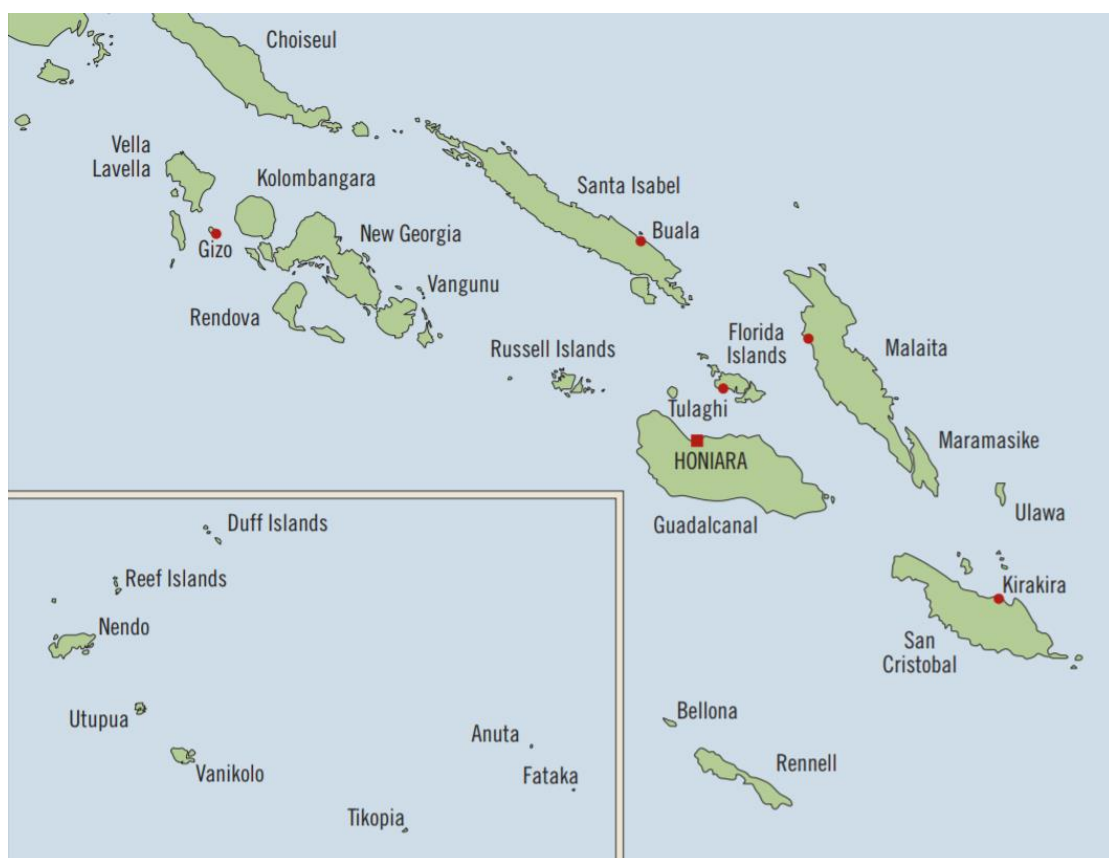 Choiseul
Vella
Lavella
Kolombangara
Santa Isabel
Buala
New Georgia
Gizo
Vangunu
Rendova
Russell Islands
Florida
Islands
Malaita
Tulaghi
Maramasike
HONIARA
Ulawa
Guadalcanal
Kirakira
San
Cristobal
Bellona
Rennell
Duff Islands
Reef Islands
Nendo
Utupua
Vanikolo
Anuta
Fataka
Tikopia